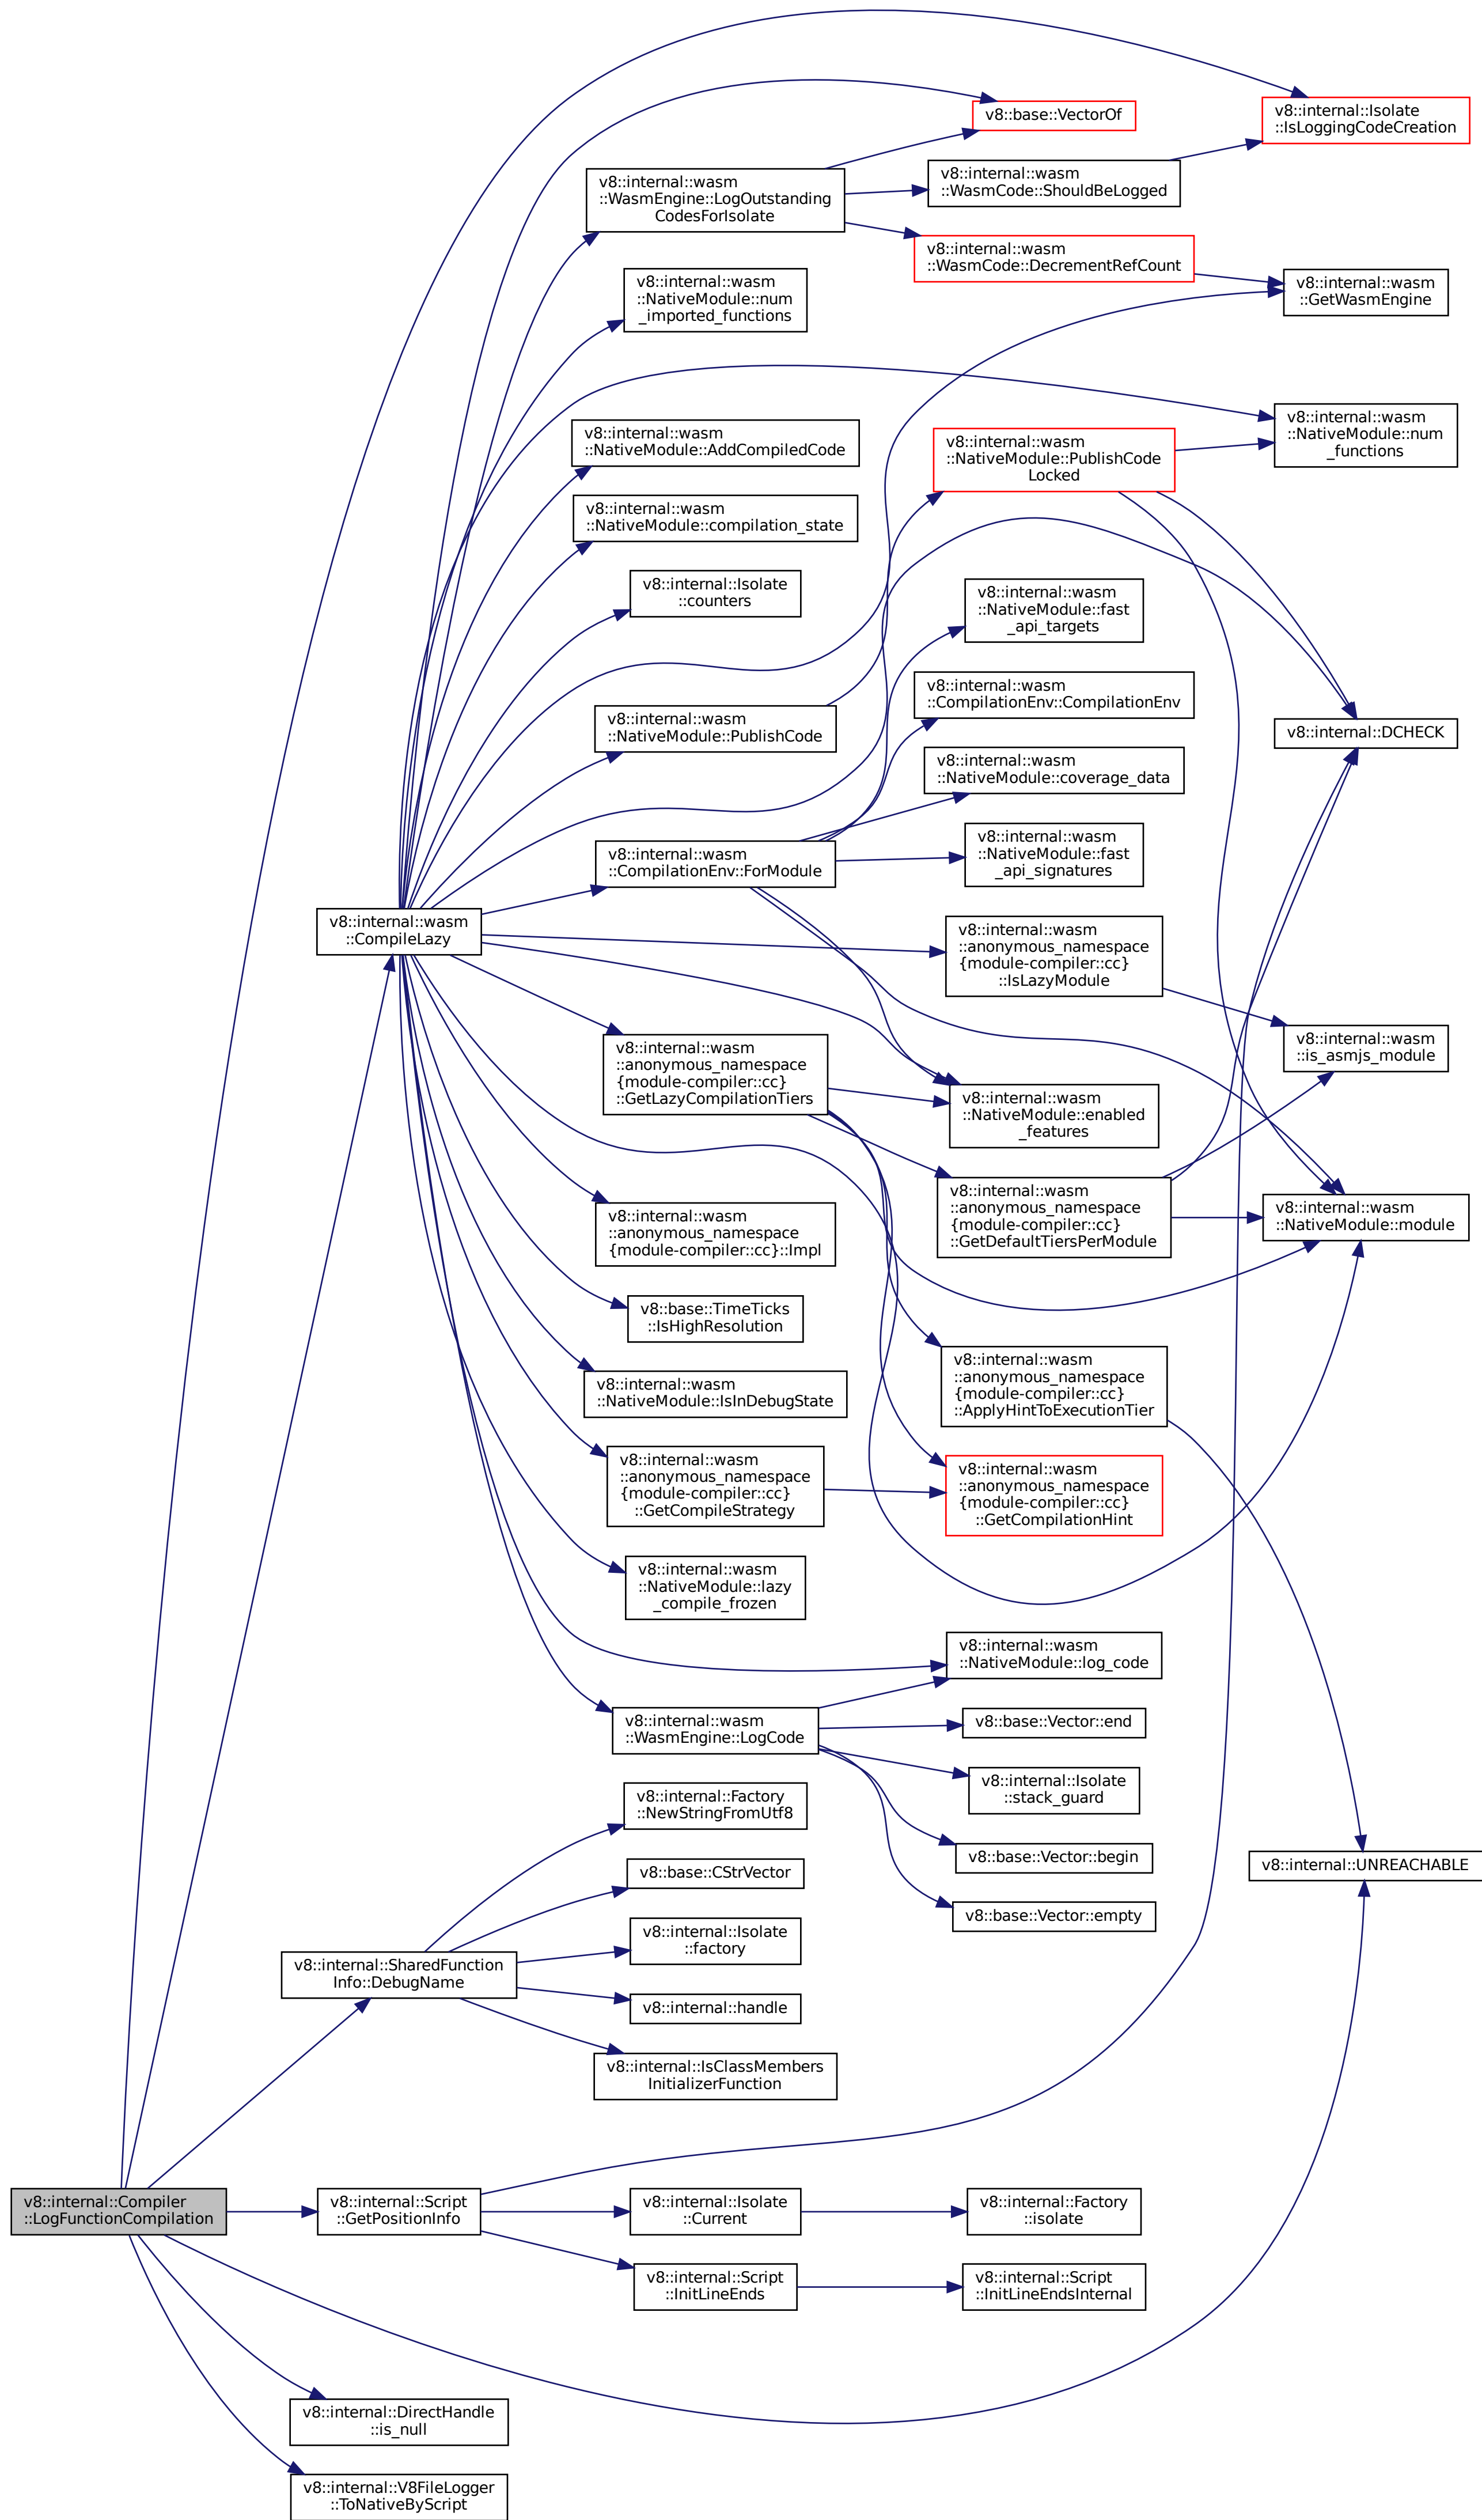 v8::base::VectorOf
v8::internal::Isolate
::IsLoggingCodeCreation
v8::internal::wasm
::WasmEngine::LogOutstanding
CodesForIsolate
v8::internal::wasm
::WasmCode::ShouldBeLogged
v8::internal::wasm
::WasmCode::DecrementRefCount
v8::internal::wasm
::GetWasmEngine
v8::internal::wasm
::NativeModule::num
_imported_functions
v8::internal::wasm
::NativeModule::AddCompiledCode
v8::internal::wasm
::NativeModule::PublishCode
Locked
v8::internal::wasm
::NativeModule::num
_functions
v8::internal::wasm
::NativeModule::compilation_state
v8::internal::Isolate
::counters
v8::internal::wasm
::NativeModule::fast
_api_targets
v8::internal::wasm
::CompilationEnv::CompilationEnv
v8::internal::wasm
::NativeModule::PublishCode
v8::internal::DCHECK
v8::internal::wasm
::NativeModule::coverage_data
v8::internal::wasm
::CompilationEnv::ForModule
v8::internal::wasm
::NativeModule::fast
_api_signatures
v8::internal::wasm
::CompileLazy
v8::internal::wasm
::anonymous_namespace
{module-compiler::cc}
::IsLazyModule
v8::internal::wasm
::is_asmjs_module
v8::internal::wasm
::anonymous_namespace
{module-compiler::cc}
::GetLazyCompilationTiers
v8::internal::wasm
::NativeModule::enabled
_features
v8::internal::wasm
::anonymous_namespace
{module-compiler::cc}
::GetDefaultTiersPerModule
v8::internal::wasm
::NativeModule::module
v8::internal::wasm
::anonymous_namespace
{module-compiler::cc}::Impl
v8::base::TimeTicks
::IsHighResolution
v8::internal::wasm
::NativeModule::IsInDebugState
v8::internal::wasm
::anonymous_namespace
{module-compiler::cc}
::ApplyHintToExecutionTier
v8::internal::wasm
::anonymous_namespace
{module-compiler::cc}
::GetCompileStrategy
v8::internal::wasm
::anonymous_namespace
{module-compiler::cc}
::GetCompilationHint
v8::internal::wasm
::NativeModule::lazy
_compile_frozen
v8::internal::wasm
::NativeModule::log_code
v8::internal::wasm
::WasmEngine::LogCode
v8::base::Vector::end
v8::internal::Isolate
::stack_guard
v8::internal::Factory
::NewStringFromUtf8
v8::base::Vector::begin
v8::internal::UNREACHABLE
v8::base::CStrVector
v8::base::Vector::empty
v8::internal::Isolate
::factory
v8::internal::SharedFunction
Info::DebugName
v8::internal::handle
v8::internal::IsClassMembers
InitializerFunction
v8::internal::Compiler
::LogFunctionCompilation
v8::internal::Script
::GetPositionInfo
v8::internal::Isolate
::Current
v8::internal::Factory
::isolate
v8::internal::Script
::InitLineEnds
v8::internal::Script
::InitLineEndsInternal
v8::internal::DirectHandle
::is_null
v8::internal::V8FileLogger
::ToNativeByScript